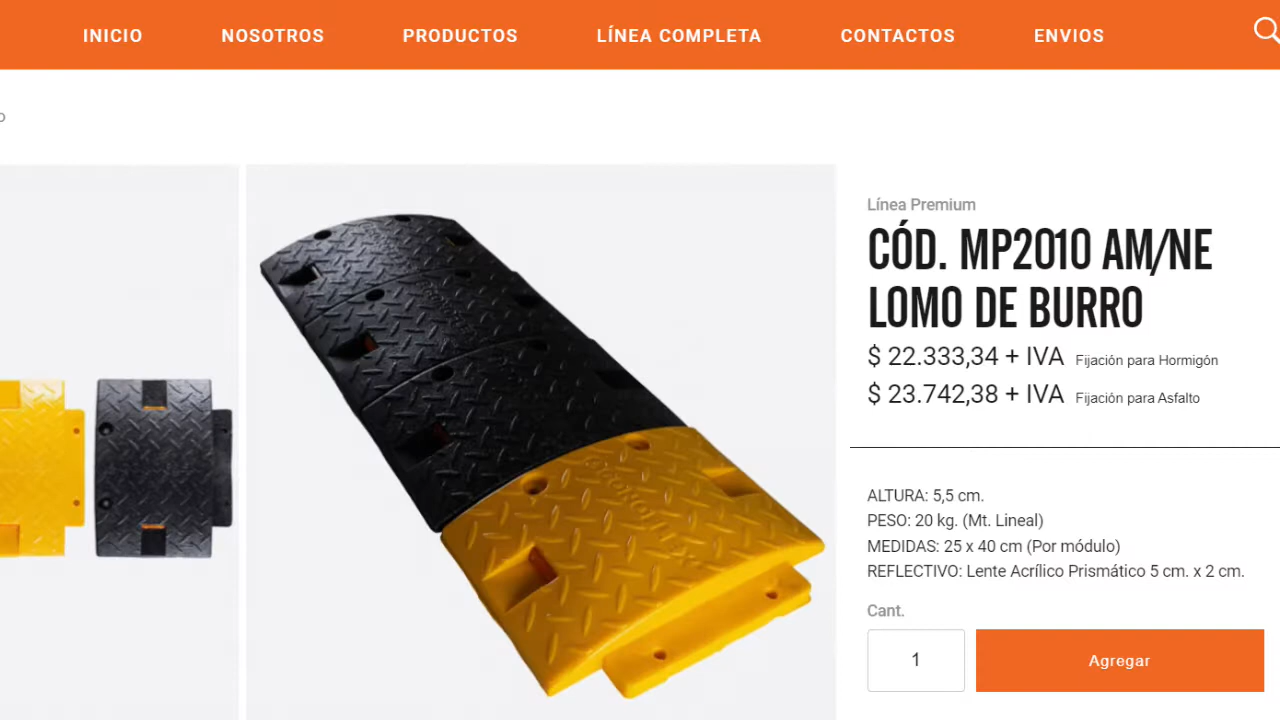 INICIO NOSOTROS PRODUCTOS LÍNEA COMPLETA CONTACTOS ENVIOS
Línea Premium
CÓD. MP2010 AM/NE
LOMO DE BURRO
$ 22.333,34 + IVA Fijación para Hormigón
$ 23.742,38 + IVA Fijación para Asfalto
ALTURA: 5,5 cm.
PESO: 20 kg. (Mt. Lineal)
MEDIDAS: 25 x 40 cm (Por módulo)
REFLECTIVO: Lente Acrílico Prismático 5 cm. x 2 cm.
Cant.
1 Agregar